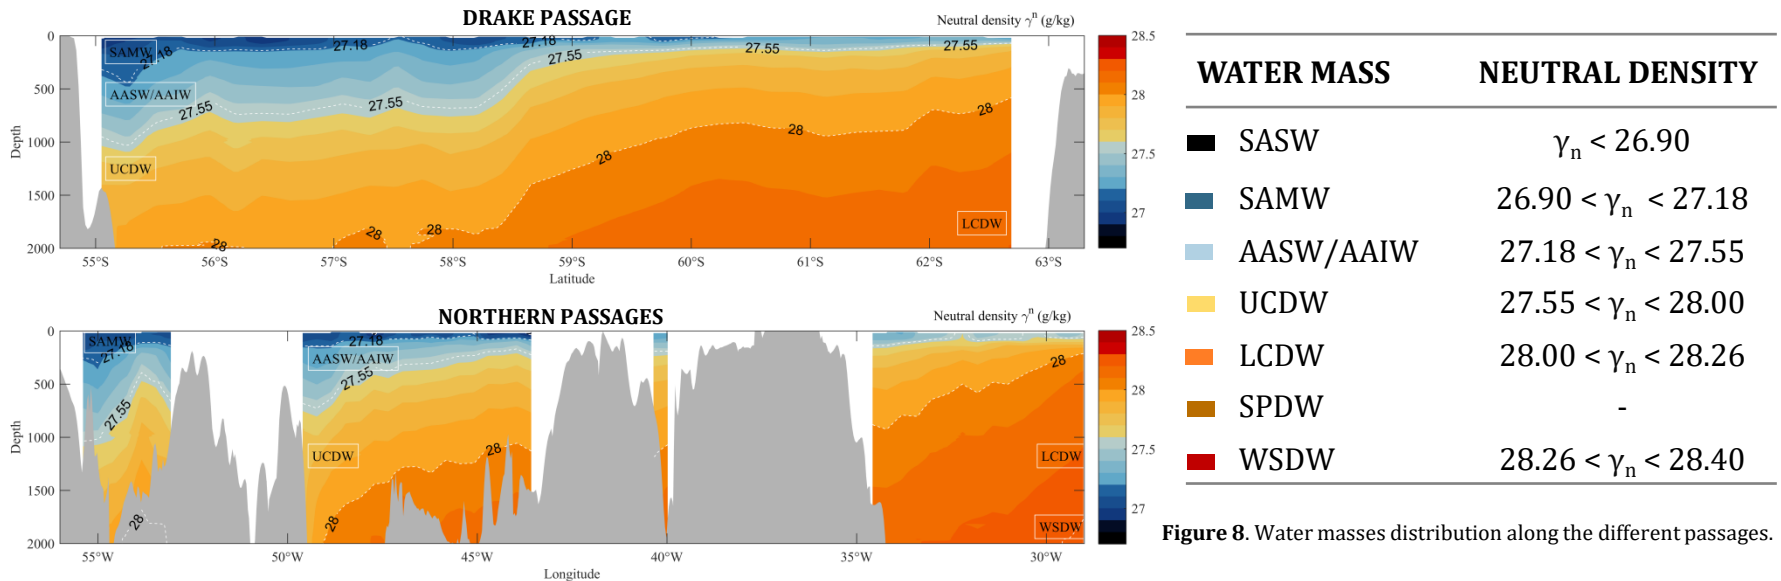 DRAKE PASSAGE
Neutral density γⁿ (g/kg)
0
500
1000
1500
2000
Depth
SAMW
27.18
27.18
27.18
27.55
27.55
27.55
AASW/AAIW
27.55
27.55
UCDW
28
28
28
28
28
28
LCDW
55°S
56°S
57°S
58°S
59°S
60°S
61°S
62°S
63°S
Latitude
28.5
28
27.5
27
NORTHERN PASSAGES
Neutral density γⁿ (g/kg)
0
500
1000
1500
2000
Depth
SAMW
27.18
27.18
AASW/AAIW
27.55
27.55
UCDW
28
28
28
28
LCDW
WSDW
55°W
50°W
45°W
40°W
35°W
30°W
Longitude
28.5
28
27.5
27
WATER MASS NEUTRAL DENSITY
SASW γₙ < 26.90
SAMW 26.90 < γₙ < 27.18
AASW/AAIW 27.18 < γₙ < 27.55
UCDW 27.55 < γₙ < 28.00
LCDW 28.00 < γₙ < 28.26
SPDW -
WSDW 28.26 < γₙ < 28.40
Figure 8. Water masses distribution along the different passages.